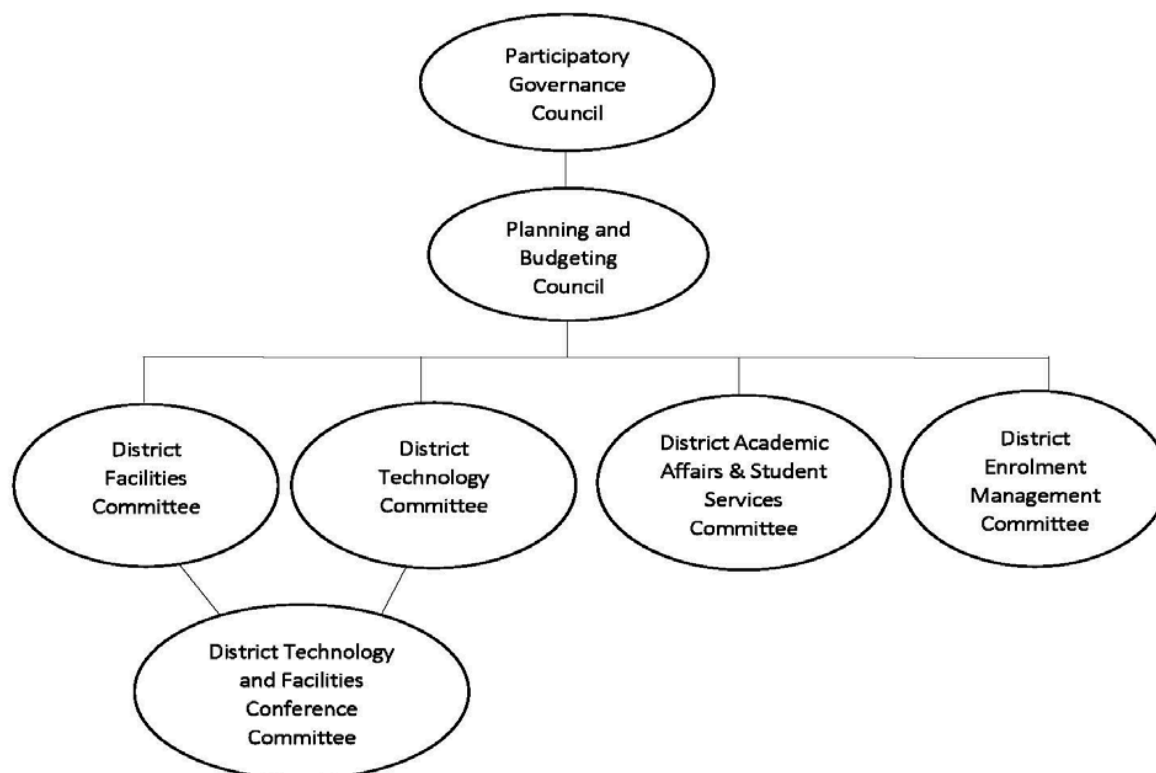 Participatory
Governance
Council
Planning and
Budgeting
Council
District
Facilities
Committee
District
Technology
Committee
District Academic
Affairs & Student
Services
Committee
District
Enrolment
Management
Committee
District Technology
and Facilities
Conference
Committee